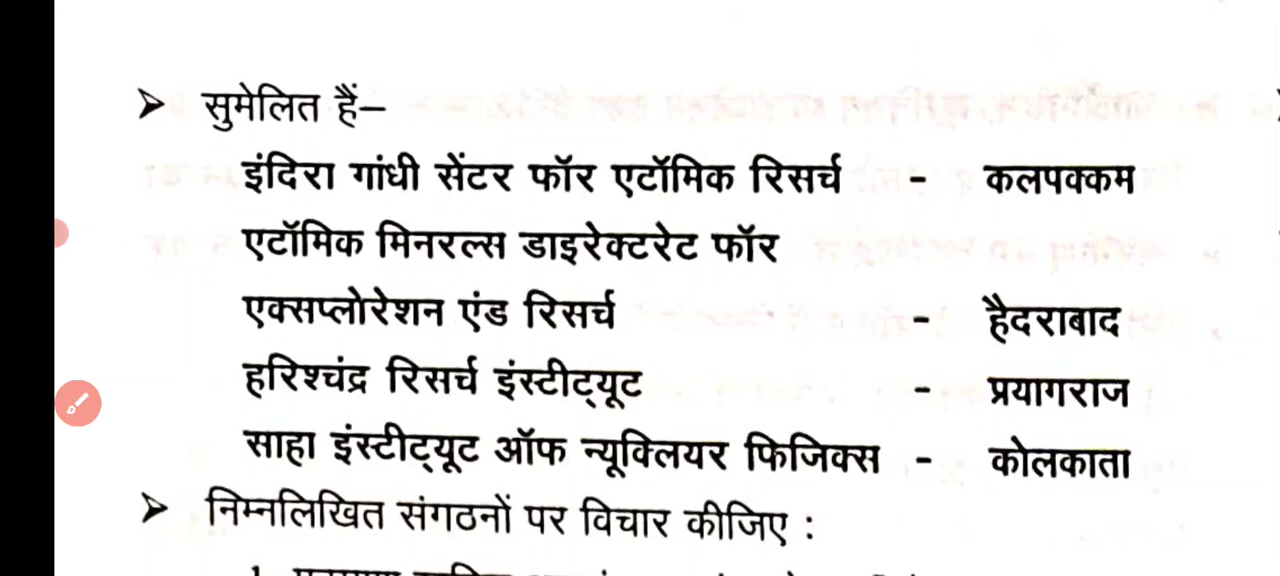 ➢ सुमेलित हैं–
इंदिरा गांधी सेंटर फॉर एटॉमिक रिसर्च - कलपक्कम
एटॉमिक मिनरल्स डाइरेक्टरेट फॉर
एक्सप्लोरेशन एंड रिसर्च - हैदराबाद
हरिश्चंद्र रिसर्च इंस्टीट्यूट - प्रयागराज
साहा इंस्टीट्यूट ऑफ न्यूक्लियर फिजिक्स - कोलकाता
➢ निम्नलिखित संगठनों पर विचार कीजिए :